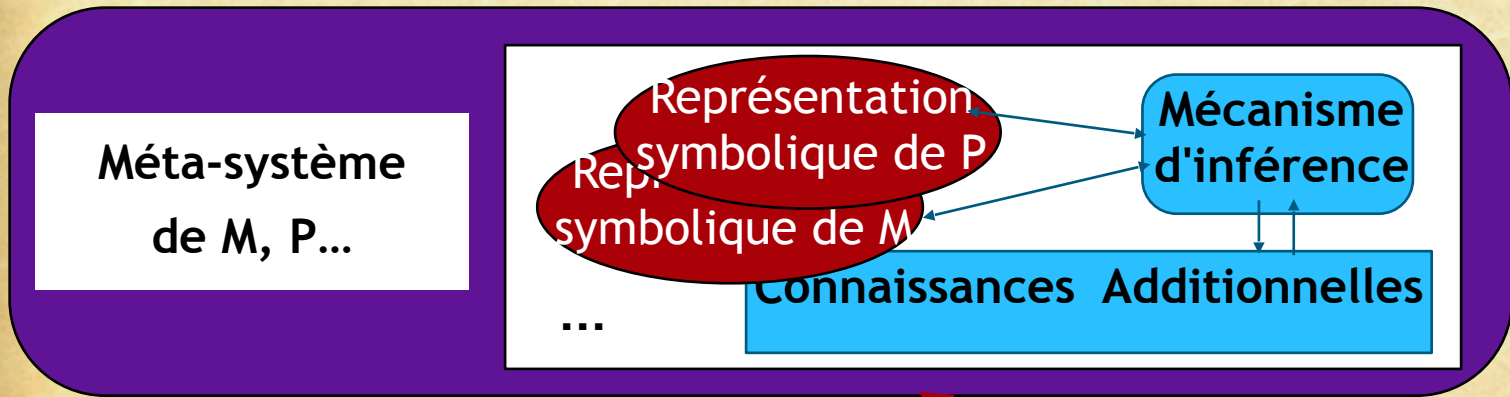 Méta-système
de M, P…
Représentation
symbolique de P
symbolique de M
Mécanisme
d'inférence
Connaissances Additionnelles
...